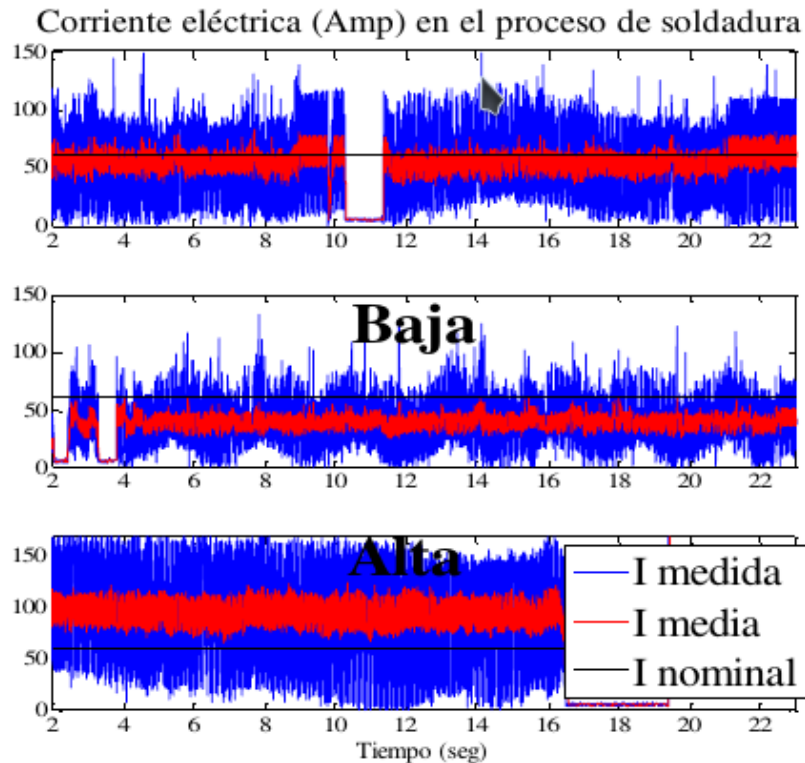 Corriente eléctrica (Amp) en el proceso de soldadura
150
100
50
0
2 4 6 8 10 12 14 16 18 20 22
150
100
50
0
Baja
2 4 6 8 10 12 14 16 18 20 22
150
100
50
0
Alta
I medida
I media
I nominal
2 4 6 8 10 12 14 16 18 20 22
Tiempo (seg)